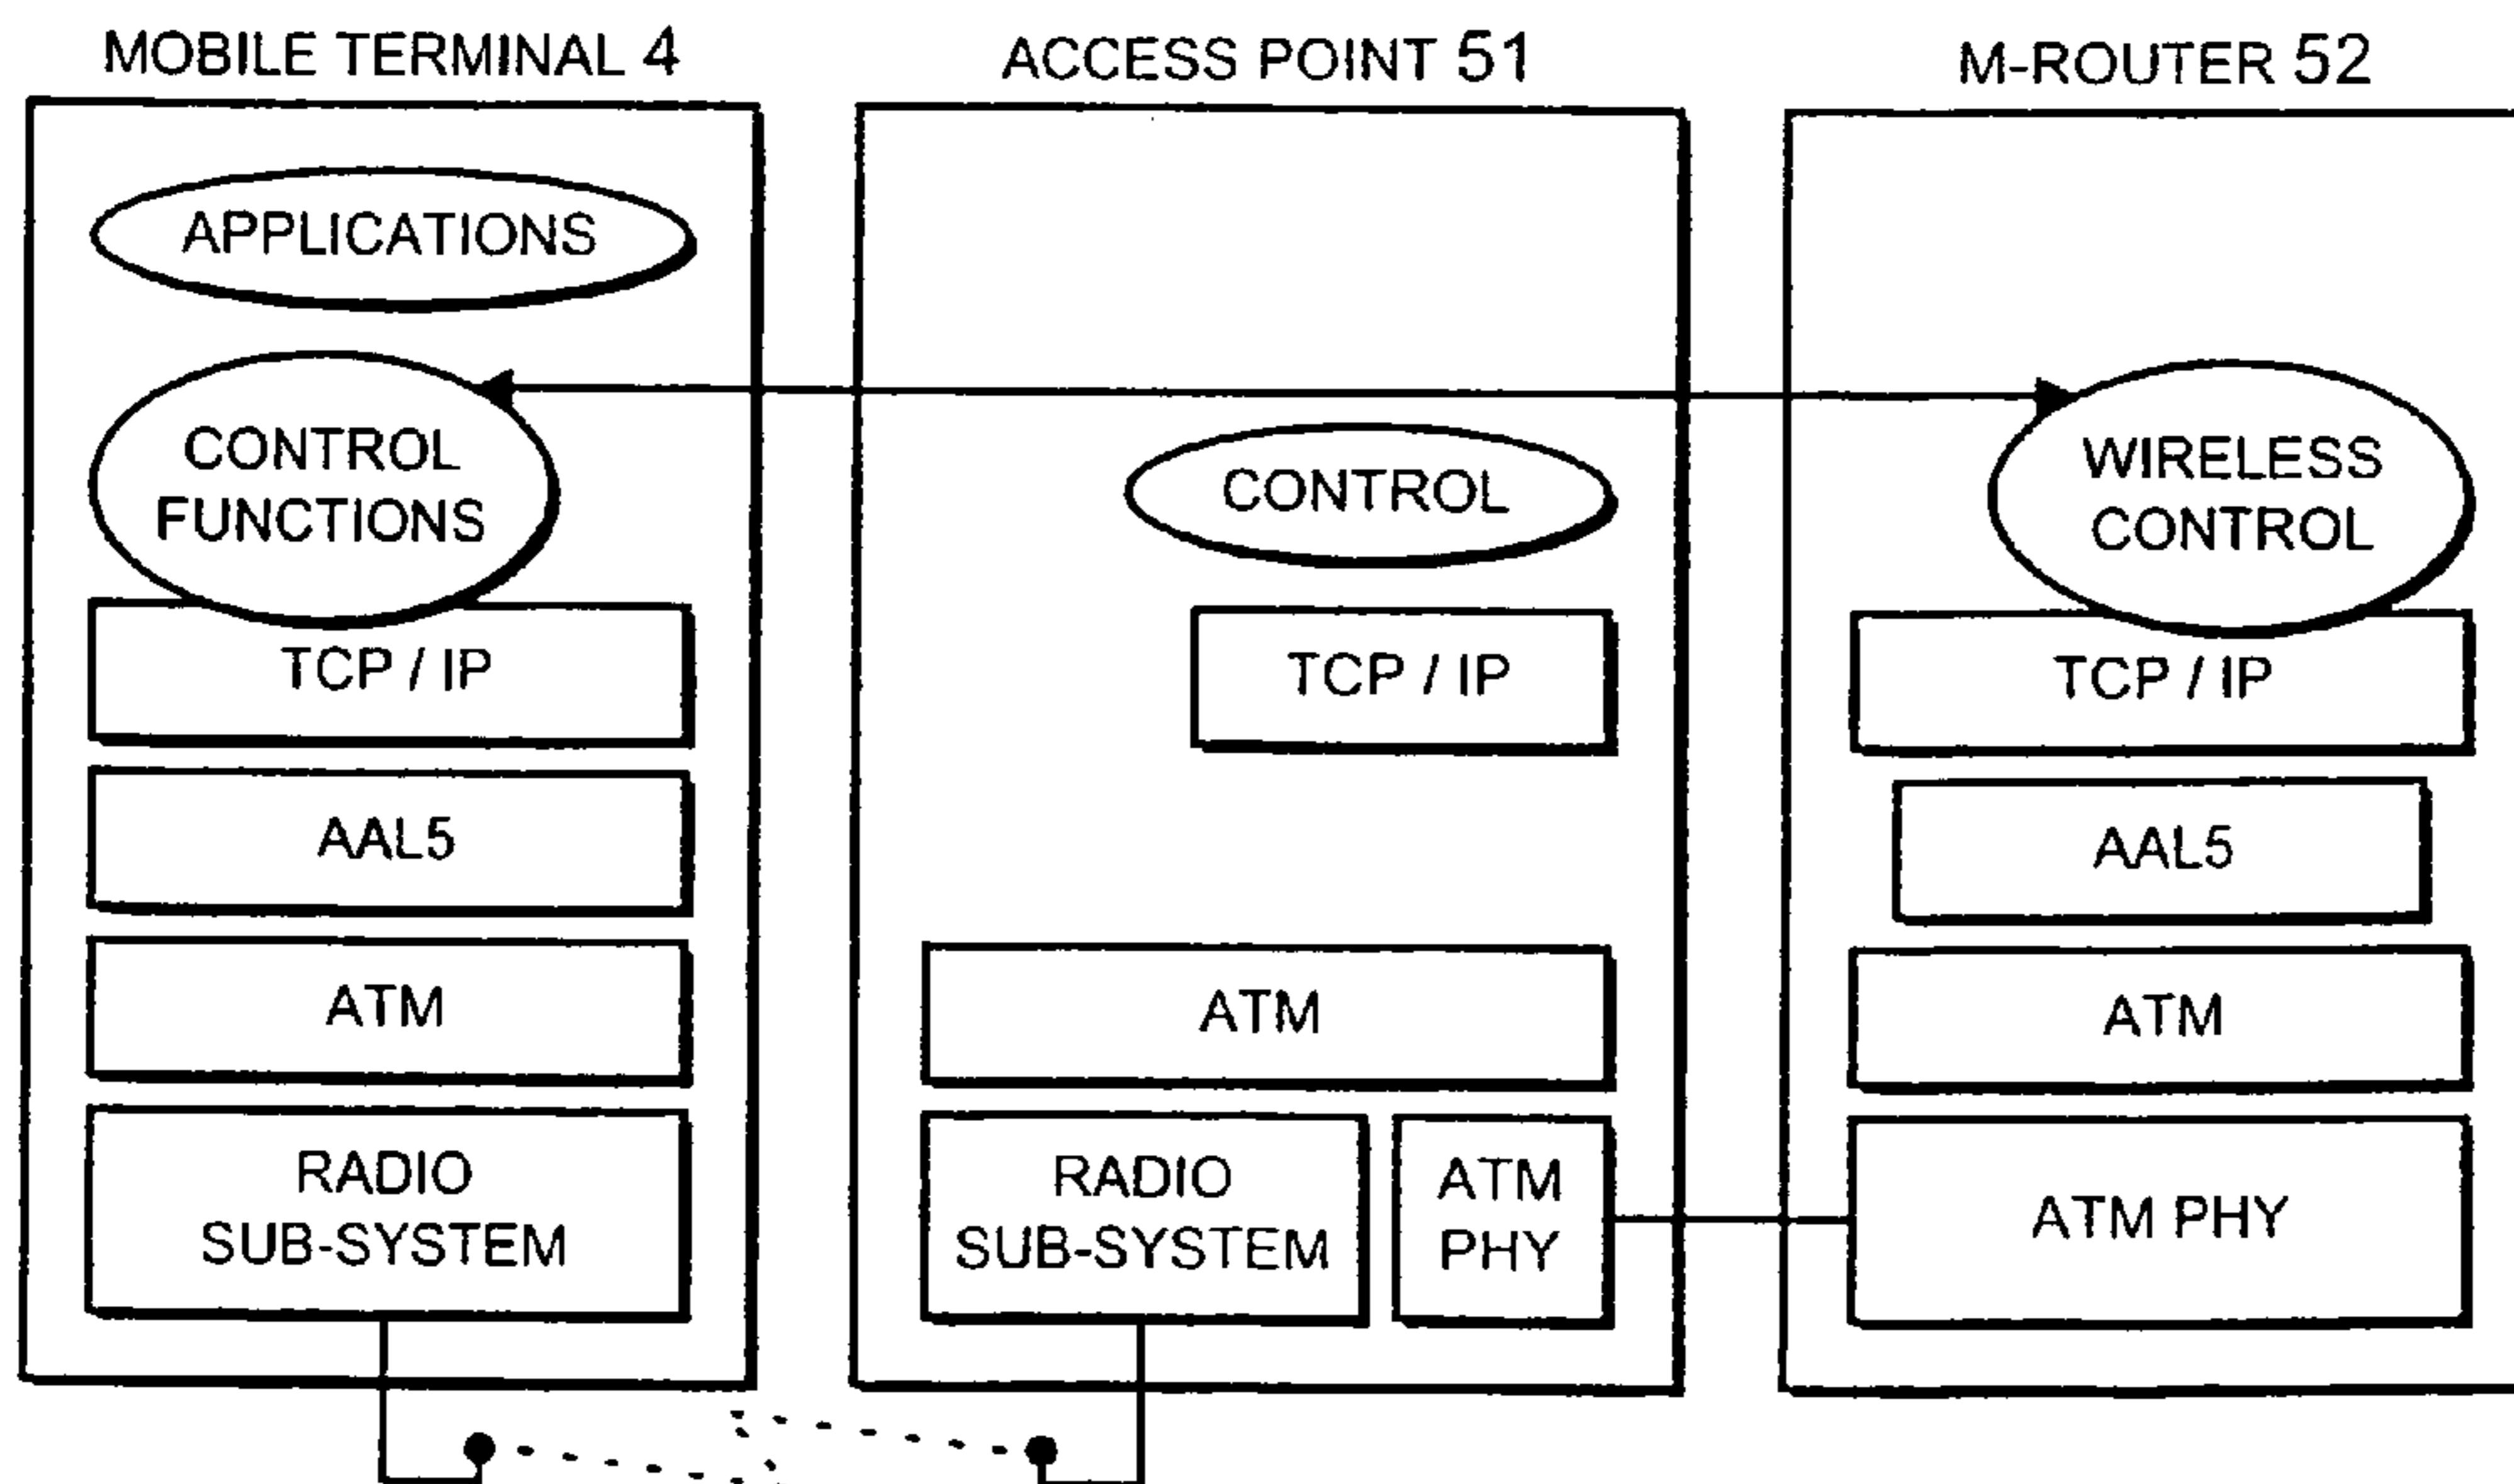 MOBILE TERMINAL 4
APPLICATIONS
CONTROL
FUNCTIONS
TCP / IP
AAL5
ATM
RADIO
SUB-SYSTEM
ACCESS POINT 51
CONTROL
TCP / IP
ATM
RADIO
SUB-SYSTEM
ATM
PHY
M-ROUTER 52
WIRELESS
CONTROL
TCP / IP
AAL5
ATM
ATM PHY